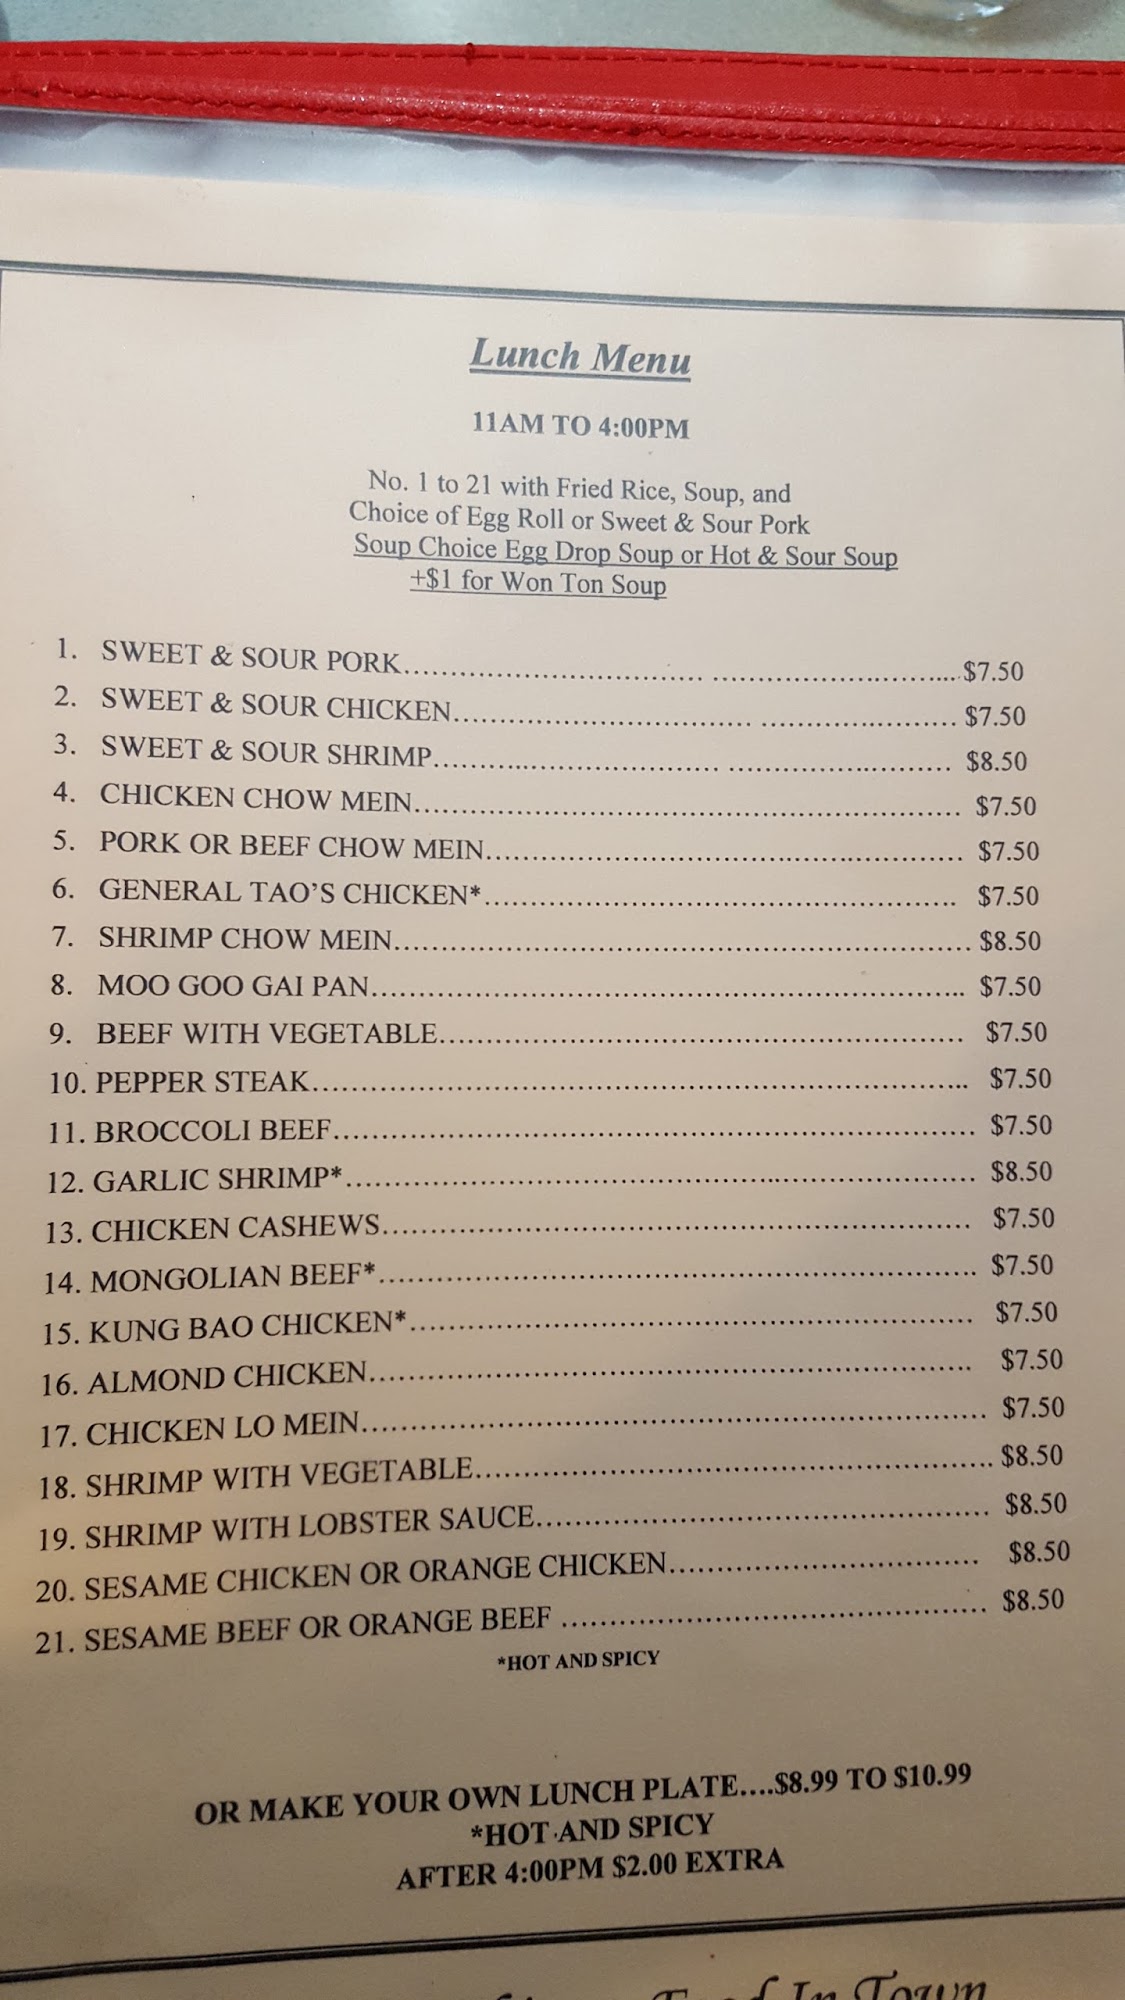 Lunch Menu
11AM TO 4:00PM
No. 1 to 21 with Fried Rice, Soup, and
Choice of Egg Roll or Sweet & Sour Pork
Soup Choice Egg Drop Soup or Hot & Sour Soup
+$1 for Won Ton Soup
1. SWEET & SOUR PORK.................................. ............................... $7.50
2. SWEET & SOUR CHICKEN.................................. ........................ $7.50
3. SWEET & SOUR SHRIMP.................................. ........................... $8.50
4. CHICKEN CHOW MEIN................................................................ $7.50
5. PORK OR BEEF CHOW MEIN........................................................ $7.50
6. GENERAL TAO'S CHICKEN*....................................................... $7.50
7. SHRIMP CHOW MEIN.................................................................... $8.50
8. MOO GOO GAI PAN...................................................................... $7.50
9. BEEF WITH VEGETABLE............................................................. $7.50
10. PEPPER STEAK............................................................................. $7.50
11. BROCCOLI BEEF........................................................................... $7.50
12. GARLIC SHRIMP*......................................................................... $8.50
13. CHICKEN CASHEWS.................................................................... $7.50
14. MONGOLIAN BEEF*..................................................................... $7.50
15. KUNG BAO CHICKEN*................................................................. $7.50
16. ALMOND CHICKEN...................................................................... $7.50
17. CHICKEN LO MEIN......................................................................... $7.50
18. SHRIMP WITH VEGETABLE............................................................ $8.50
19. SHRIMP WITH LOBSTER SAUCE.................................................... $8.50
20. SESAME CHICKEN OR ORANGE CHICKEN.................................... $8.50
21. SESAME BEEF OR ORANGE BEEF ................................................. $8.50
*HOT AND SPICY
OR MAKE YOUR OWN LUNCH PLATE....$8.99 TO $10.99
*HOT AND SPICY
AFTER 4:00PM $2.00 EXTRA
In Town